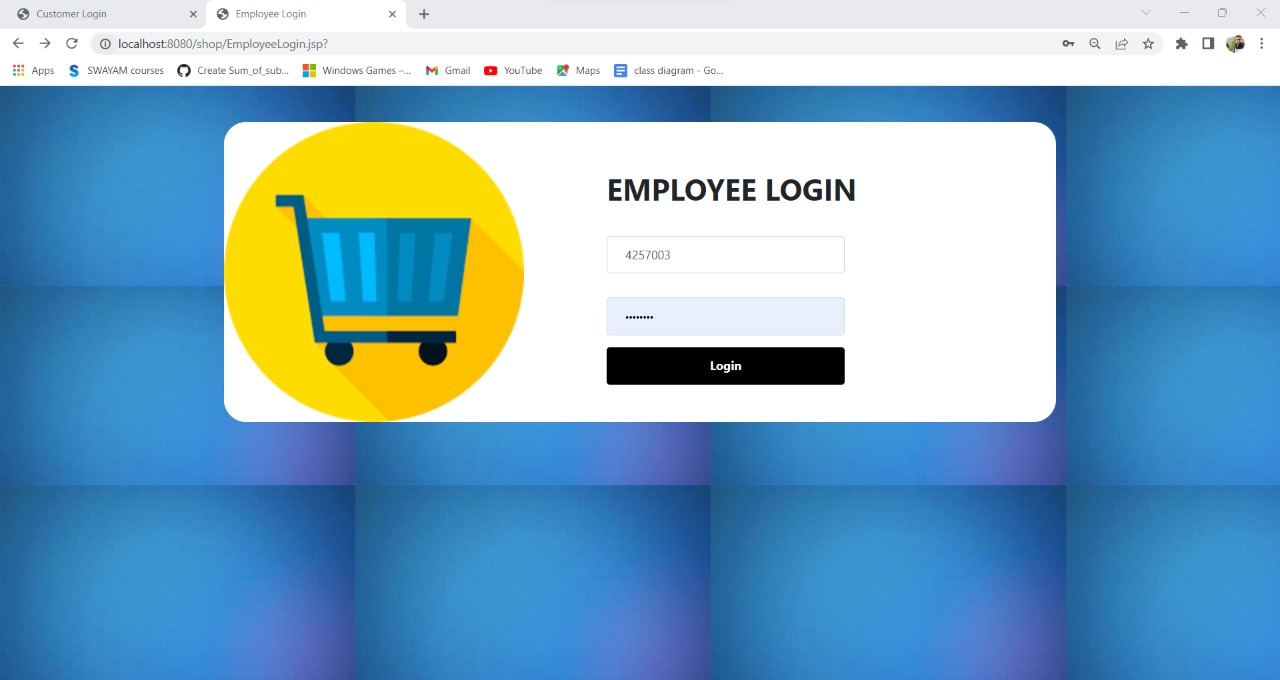 Customer Login
Employee Login
localhost:8080/shop/EmployeeLogin.jsp?
Apps
SWAYAM courses
Create Sum_of_sub...
Windows Games –...
Gmail
YouTube
Maps
class diagram - Go...
EMPLOYEE LOGIN
4257003
••••••••
Login